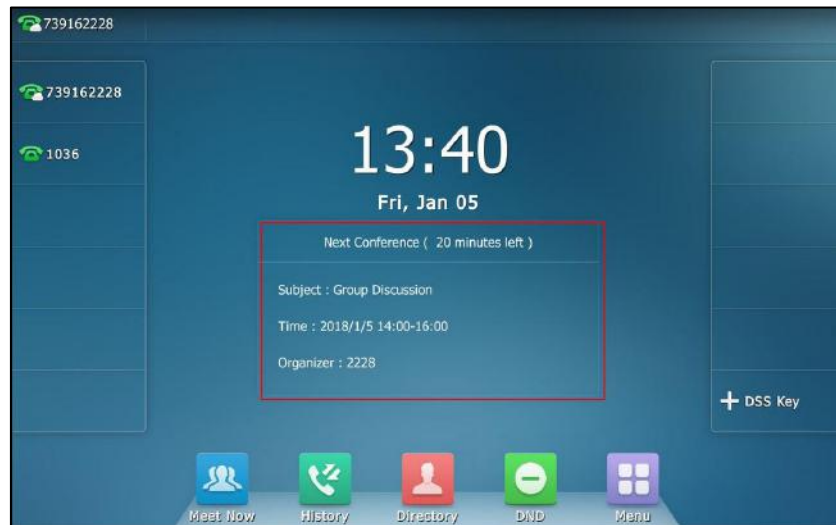 739162228
739162228
1036
13:40
Fri, Jan 05
Next Conference ( 20 minutes left )
Subject : Group Discussion
Time : 2018/1/5 14:00-16:00
Organizer : 2228
DSS Key
Meet Now
History
Directory
DND
Menu